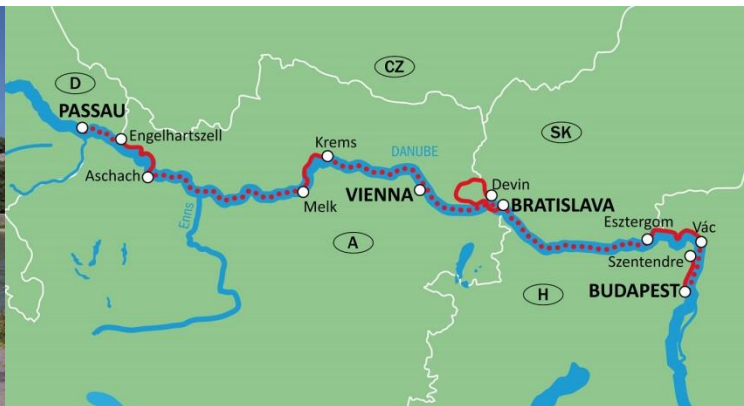 D
CZ
PASSAU
Engelhartszell
SK
Krems
DANUBE
Aschach
Devin
VIENNA
BRATISLAVA
Melk
Esztergom
Vác
Enns
A
Szentendre
H
BUDAPEST